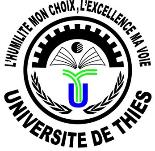 L'HUMILITE MON CHOIX, L'EXCELLENCE MA VOIE
UNIVERSITE DE THIES